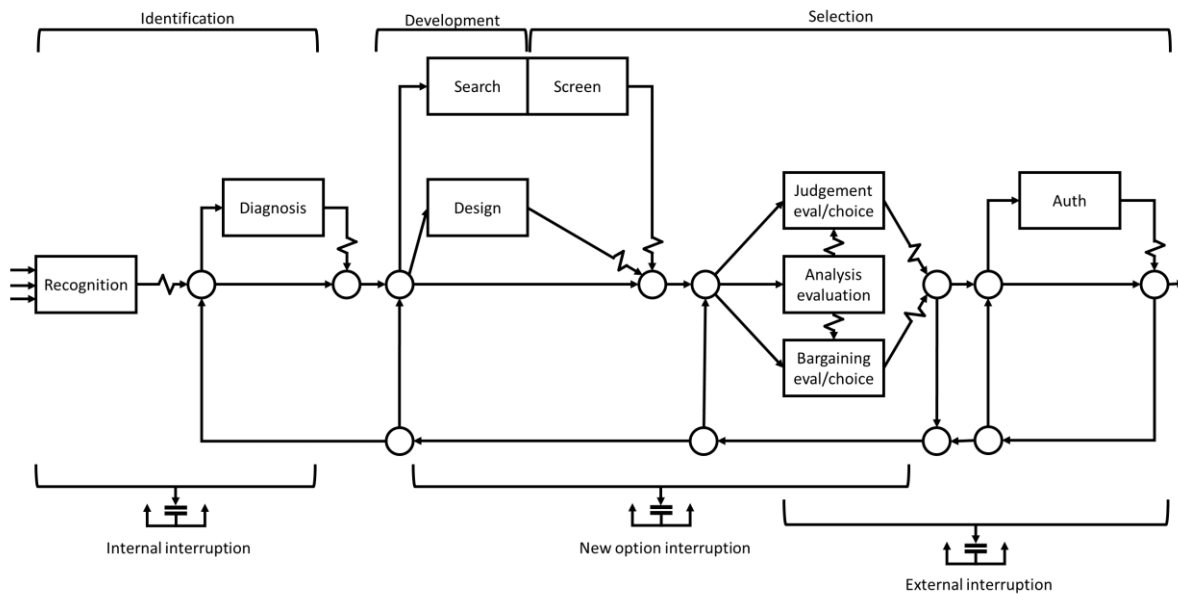 Identification
Development
Selection
Search
Screen
Diagnosis
Design
Judgement
eval/choice
Auth
Recognition
Analysis
evaluation
Bargaining
eval/choice
Internal interruption
New option interruption
External interruption